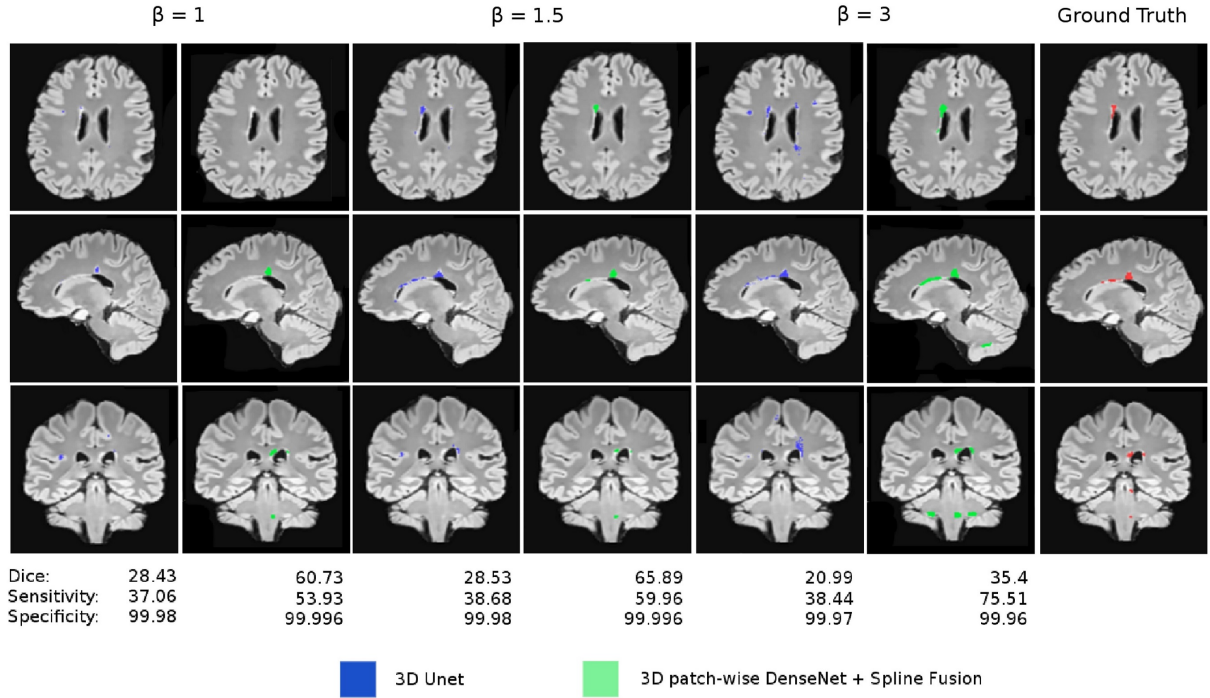 β = 1 β = 1.5 β = 3 Ground Truth
Dice: 28.43 60.73 28.53 65.89 20.99 35.4
Sensitivity: 37.06 53.93 38.68 59.96 38.44 75.51
Specificity: 99.98 99.996 99.98 99.996 99.97 99.96
3D Unet 3D patch-wise DenseNet + Spline Fusion